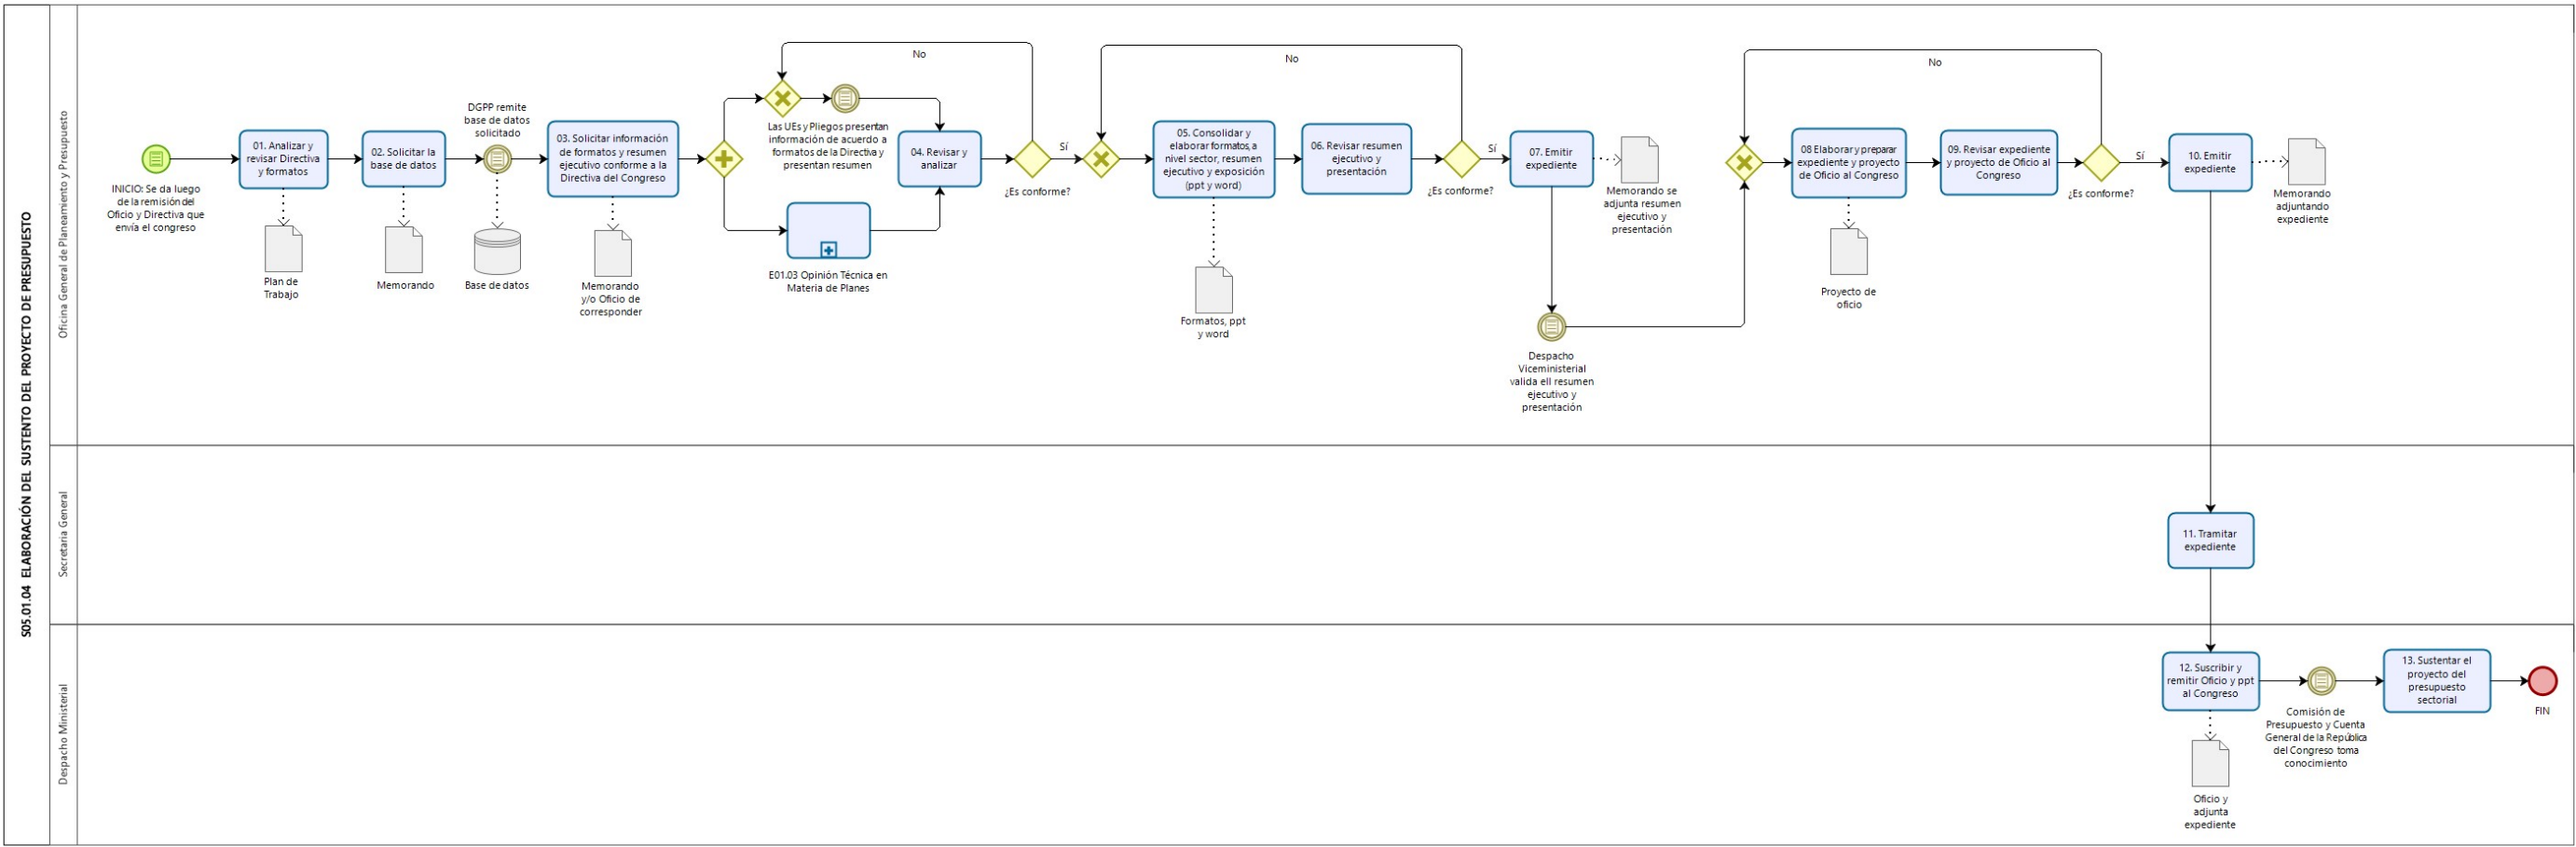 S05.01.04 ELABORACIÓN DEL SUSTENTO DEL PROYECTO DE PRESUPUESTO
Oficina General de Planeamiento y Presupuesto
INICIO: Se da luego
de la remisión del
Oficio y Directiva que
envía el congreso
01. Analizar y
revisar Directiva
y formatos
Plan de
Trabajo
02. Solicitar la
base de datos
Memorando
DGPP remite
base de datos
solicitado
Base de datos
03. Solicitar información
de formatos y resumen
ejecutivo conforme a la
Directiva del Congreso
Memorando
y/o Oficio de
corresponder
No
Las UEs y Pliegos presentan
información de acuerdo a
formatos de la Directiva y
presentan resumen
E01.03 Opinión Técnica en
Materia de Planes
04. Revisar y
analizar
¿Es conforme?
Sí
No
05. Consolidar y
elaborar formatos, a
nivel sector, resumen
ejecutivo y exposición
(ppt y word)
Formatos, ppt
y word
06. Revisar resumen
ejecutivo y
presentación
¿Es conforme?
Sí
07. Emitir
expediente
Memorando se
adjunta resumen
ejecutivo y
presentación
Despacho
Viceministerial
valida ell resumen
ejecutivo y
presentación
No
08 Elaborar y preparar
expediente y proyecto
de Oficio al Congreso
Proyecto de
oficio
09. Revisar expediente
y proyecto de Oficio al
Congreso
¿Es conforme?
Sí
10. Emitir
expediente
Memorando
adjuntando
expediente
Secretaria General
11. Tramitar
expediente
Despacho Ministerial
12. Suscribir y
remitir Oficio y ppt
al Congreso
Oficio y
adjunta
expediente
Comisión de
Presupuesto y Cuenta
General de la República
del Congreso toma
conocimiento
13. Sustentar el
proyecto del
presupuesto
sectorial
FIN